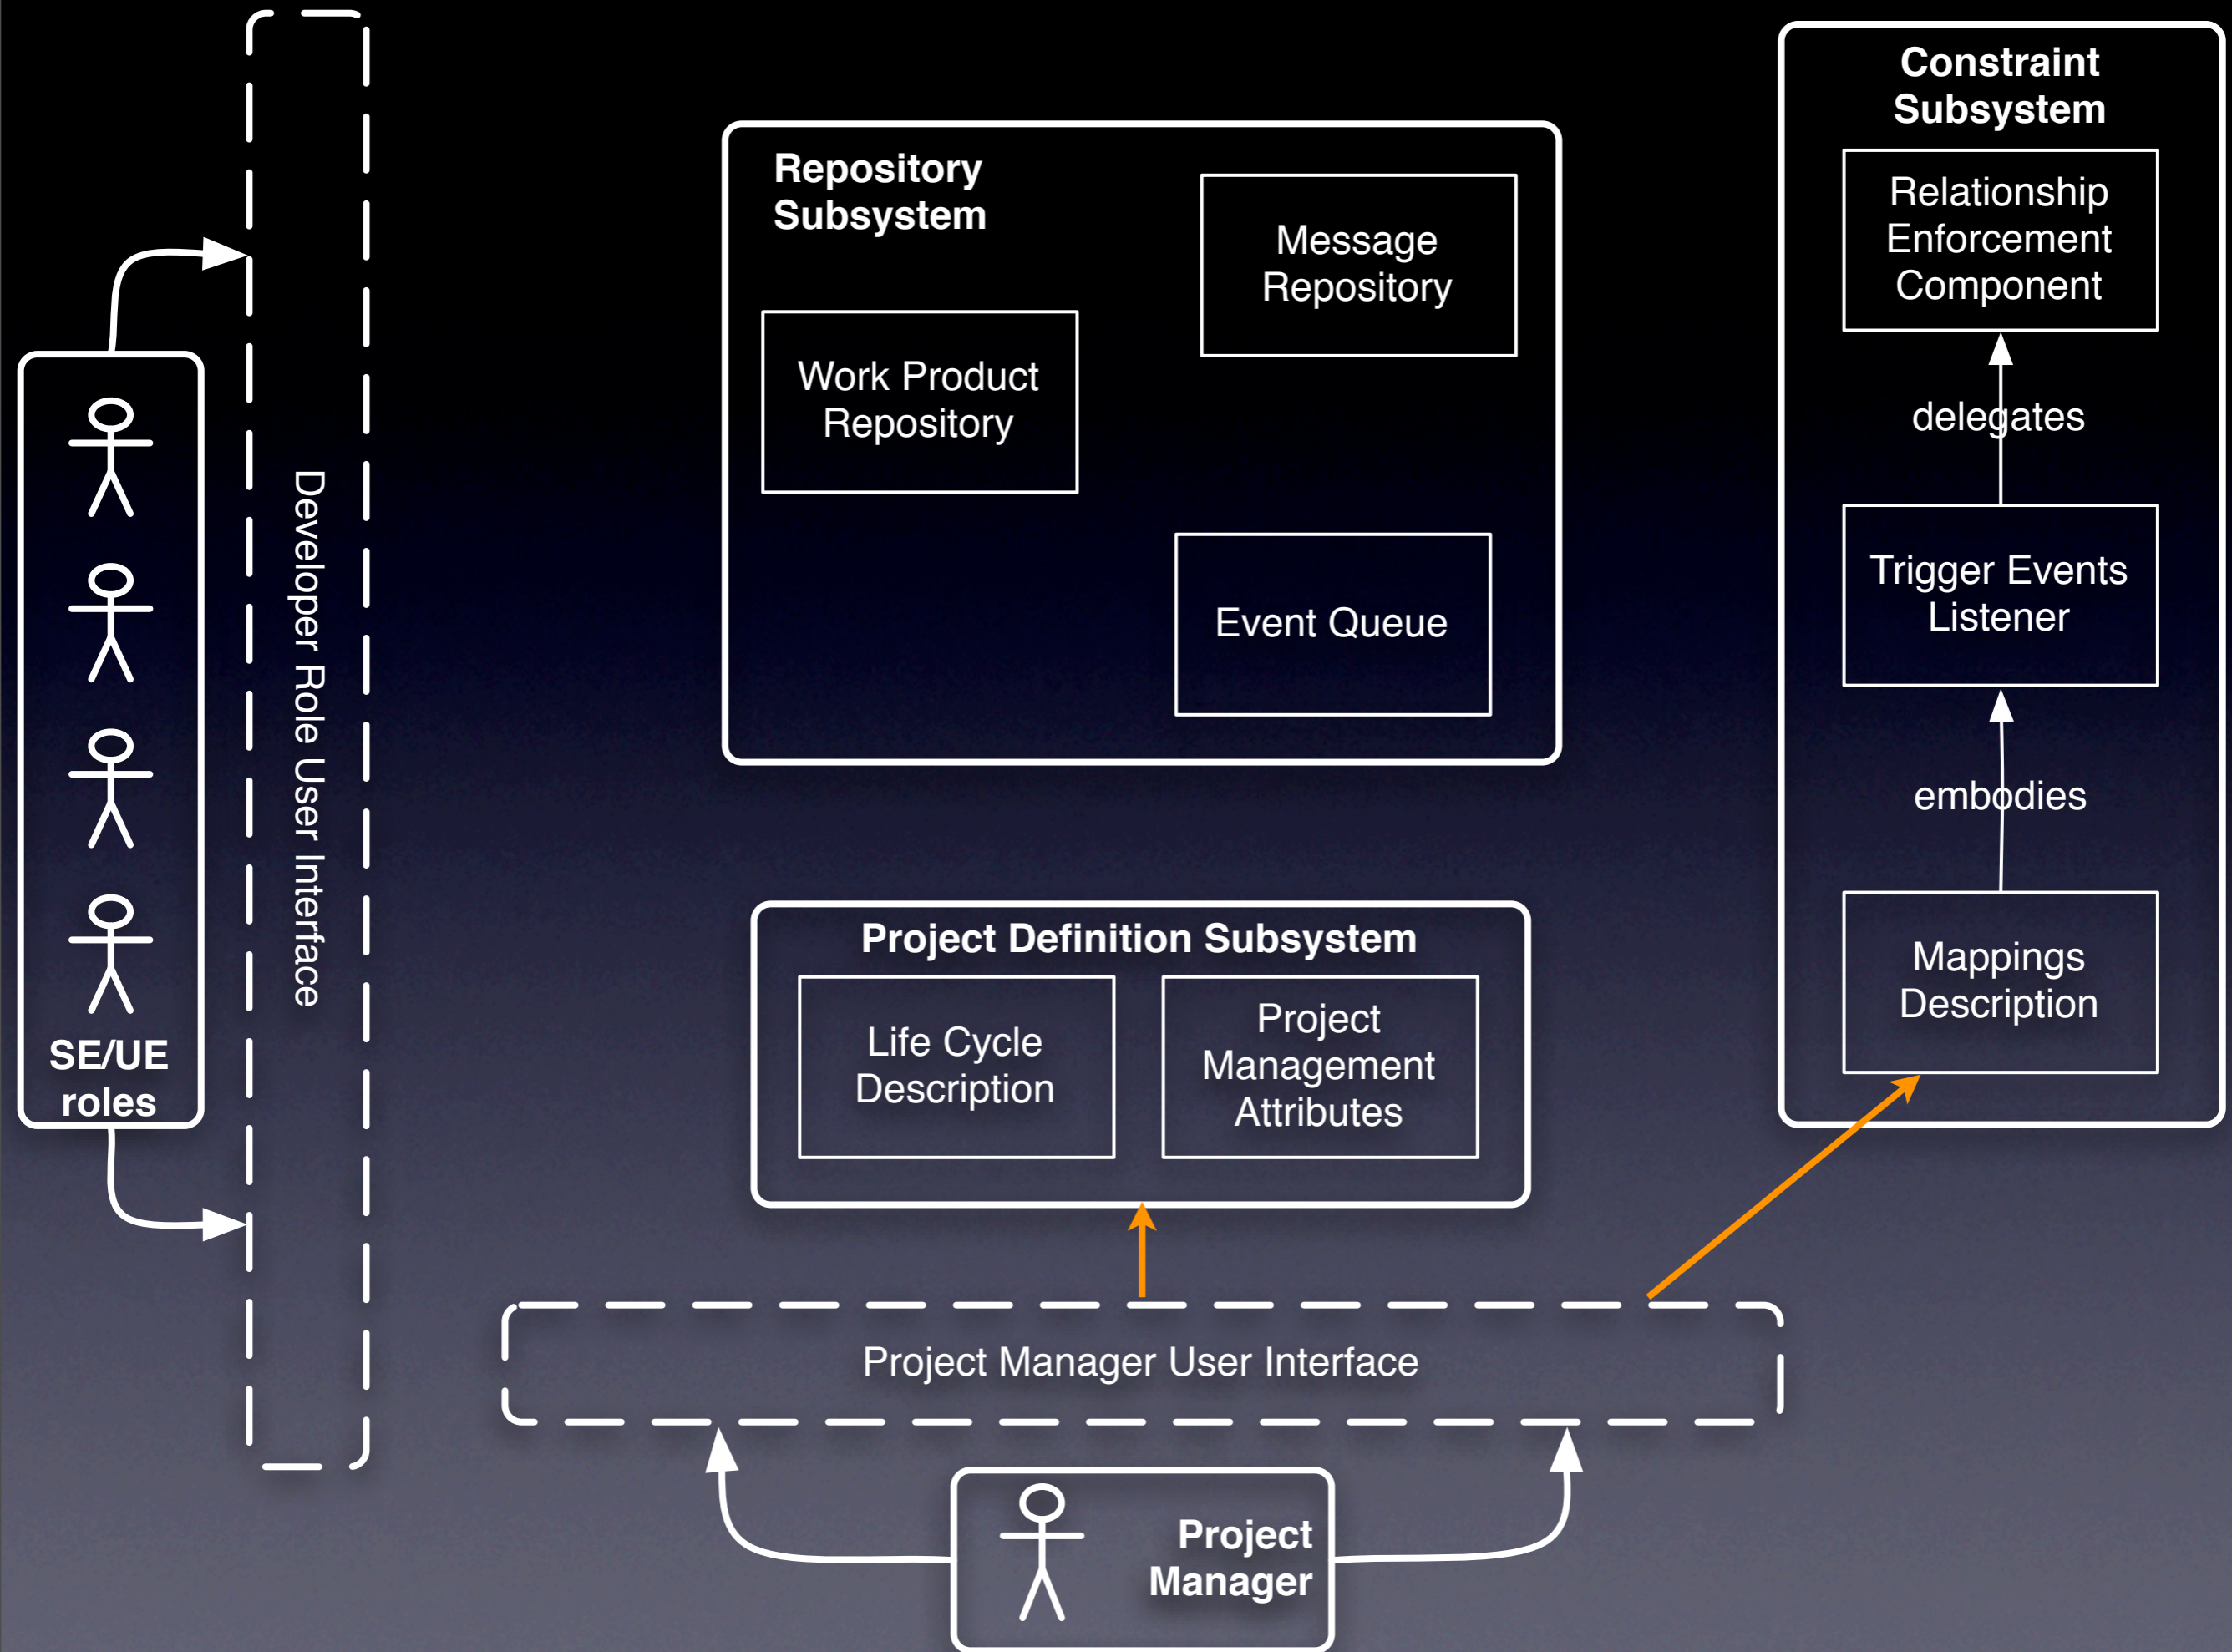 Constraint
Subsystem
Relationship
Enforcement
Component
delegates
Trigger Events
Listener
embodies
Mappings
Description
Repository
Subsystem
Message
Repository
Work Product
Repository
Event Queue
Developer Role User Interface
SE/UE
roles
Project Definition Subsystem
Life Cycle
Description
Project
Management
Attributes
Project Manager User Interface
Project
Manager